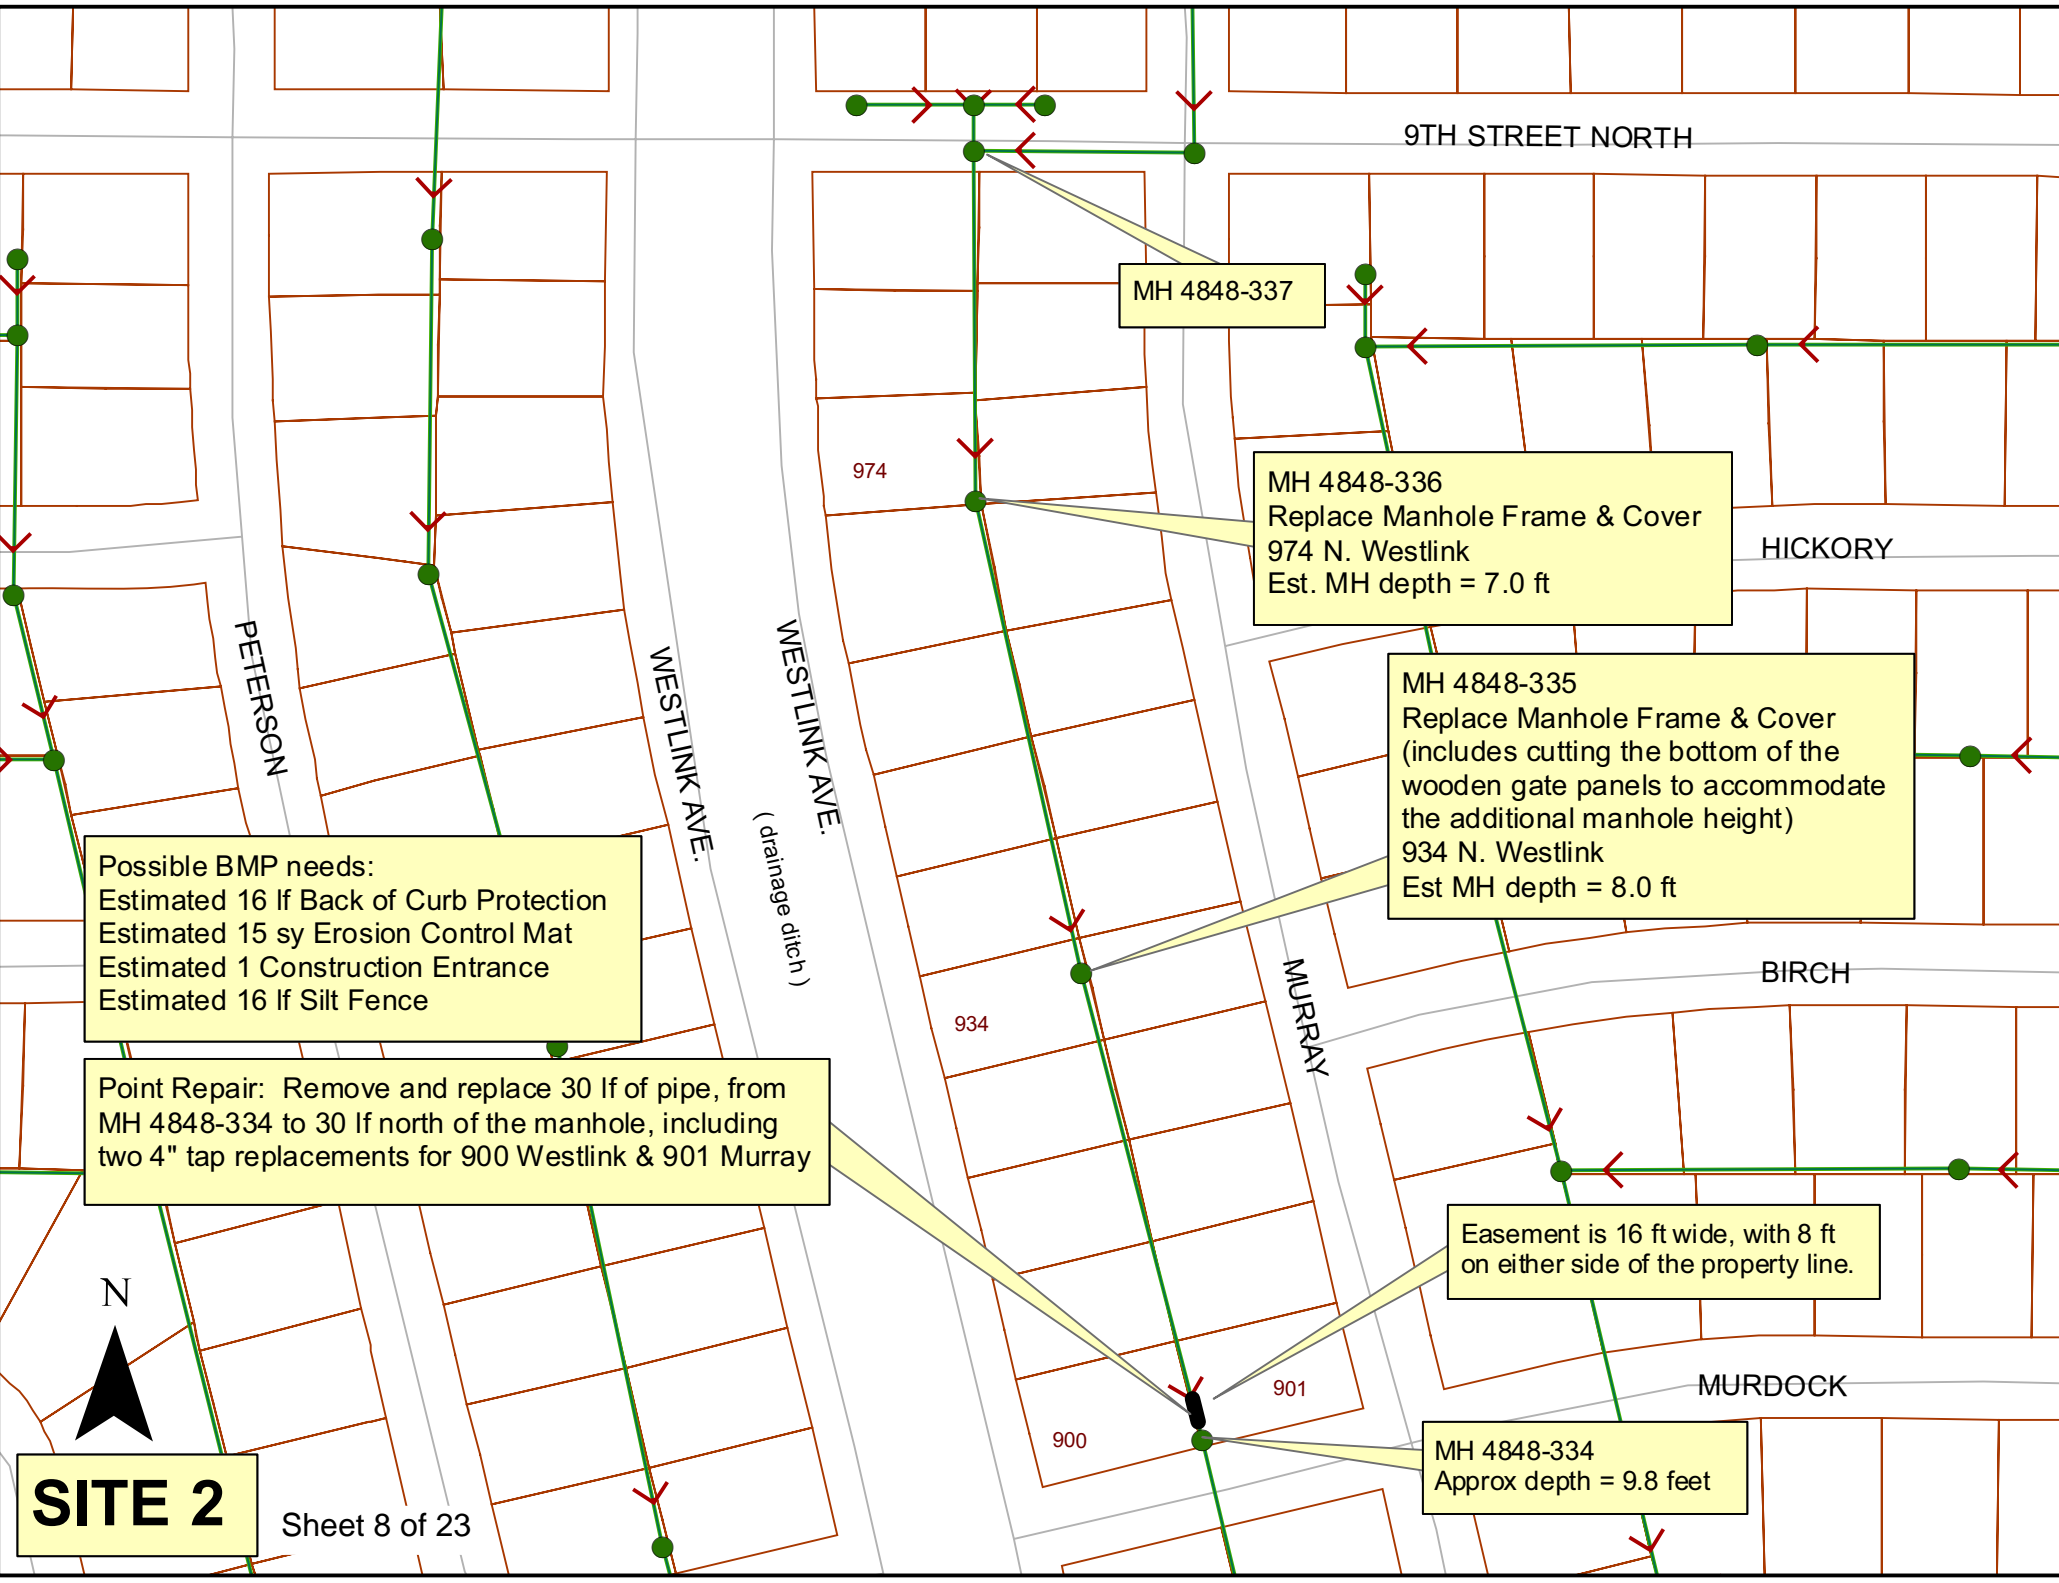 9TH STREET NORTH
MH 4848-337
974
MH 4848-336
Replace Manhole Frame & Cover
974 N. Westlink
Est. MH depth = 7.0 ft
HICKORY
PETERSON
WESTLINK AVE.
WESTLINK AVE.
(drainage ditch)
MH 4848-335
Replace Manhole Frame & Cover
(includes cutting the bottom of the
wooden gate panels to accommodate
the additional manhole height)
934 N. Westlink
Est MH depth = 8.0 ft
Possible BMP needs:
Estimated 16 lf Back of Curb Protection
Estimated 15 sy Erosion Control Mat
Estimated 1 Construction Entrance
Estimated 16 lf Silt Fence
BIRCH
MURRAY
934
Point Repair:  Remove and replace 30 lf of pipe, from
MH 4848-334 to 30 lf north of the manhole, including
two 4" tap replacements for 900 Westlink & 901 Murray
Easement is 16 ft wide, with 8 ft
on either side of the property line.
N
901
MURDOCK
900
MH 4848-334
Approx depth = 9.8 feet
SITE 2
Sheet 8 of 23